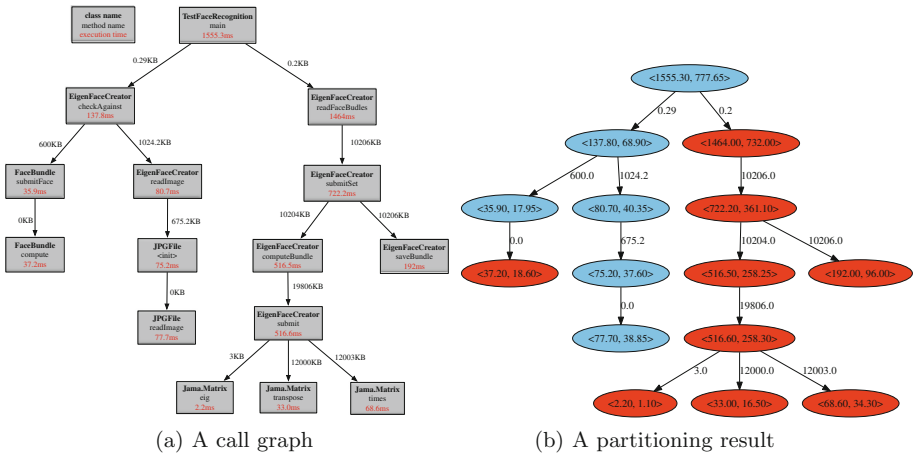 class name
method name
execution time
TestFaceRecognition
main
1555.3ms
0.29KB
0.2KB
EigenFaceCreator
checkAgainst
137.8ms
EigenFaceCreator
readFaceBudles
1464ms
600KB
1024.2KB
10206KB
FaceBundle
submitFace
35.9ms
EigenFaceCreator
readImage
80.7ms
EigenFaceCreator
submitSet
722.2ms
0KB
675.2KB
10204KB
10206KB
FaceBundle
compute
37.2ms
JPGFile
<init>
75.2ms
EigenFaceCreator
computeBundle
516.5ms
EigenFaceCreator
saveBundle
192ms
0KB
19806KB
JPGFile
readImage
77.7ms
EigenFaceCreator
submit
516.6ms
3KB
12000KB
12003KB
Jama.Matrix
eig
2.2ms
Jama.Matrix
transpose
33.0ms
Jama.Matrix
times
68.6ms
(a) A call graph
<1555.30, 777.65>
0.29
0.2
<137.80, 68.90>
<1464.00, 732.00>
600.0
1024.2
10206.0
<35.90, 17.95>
<80.70, 40.35>
<722.20, 361.10>
0.0
675.2
10204.0
10206.0
<37.20, 18.60>
<75.20, 37.60>
<516.50, 258.25>
<192.00, 96.00>
0.0
19806.0
<77.70, 38.85>
<516.60, 258.30>
3.0
12000.0
12003.0
<2.20, 1.10>
<33.00, 16.50>
<68.60, 34.30>
(b) A partitioning result